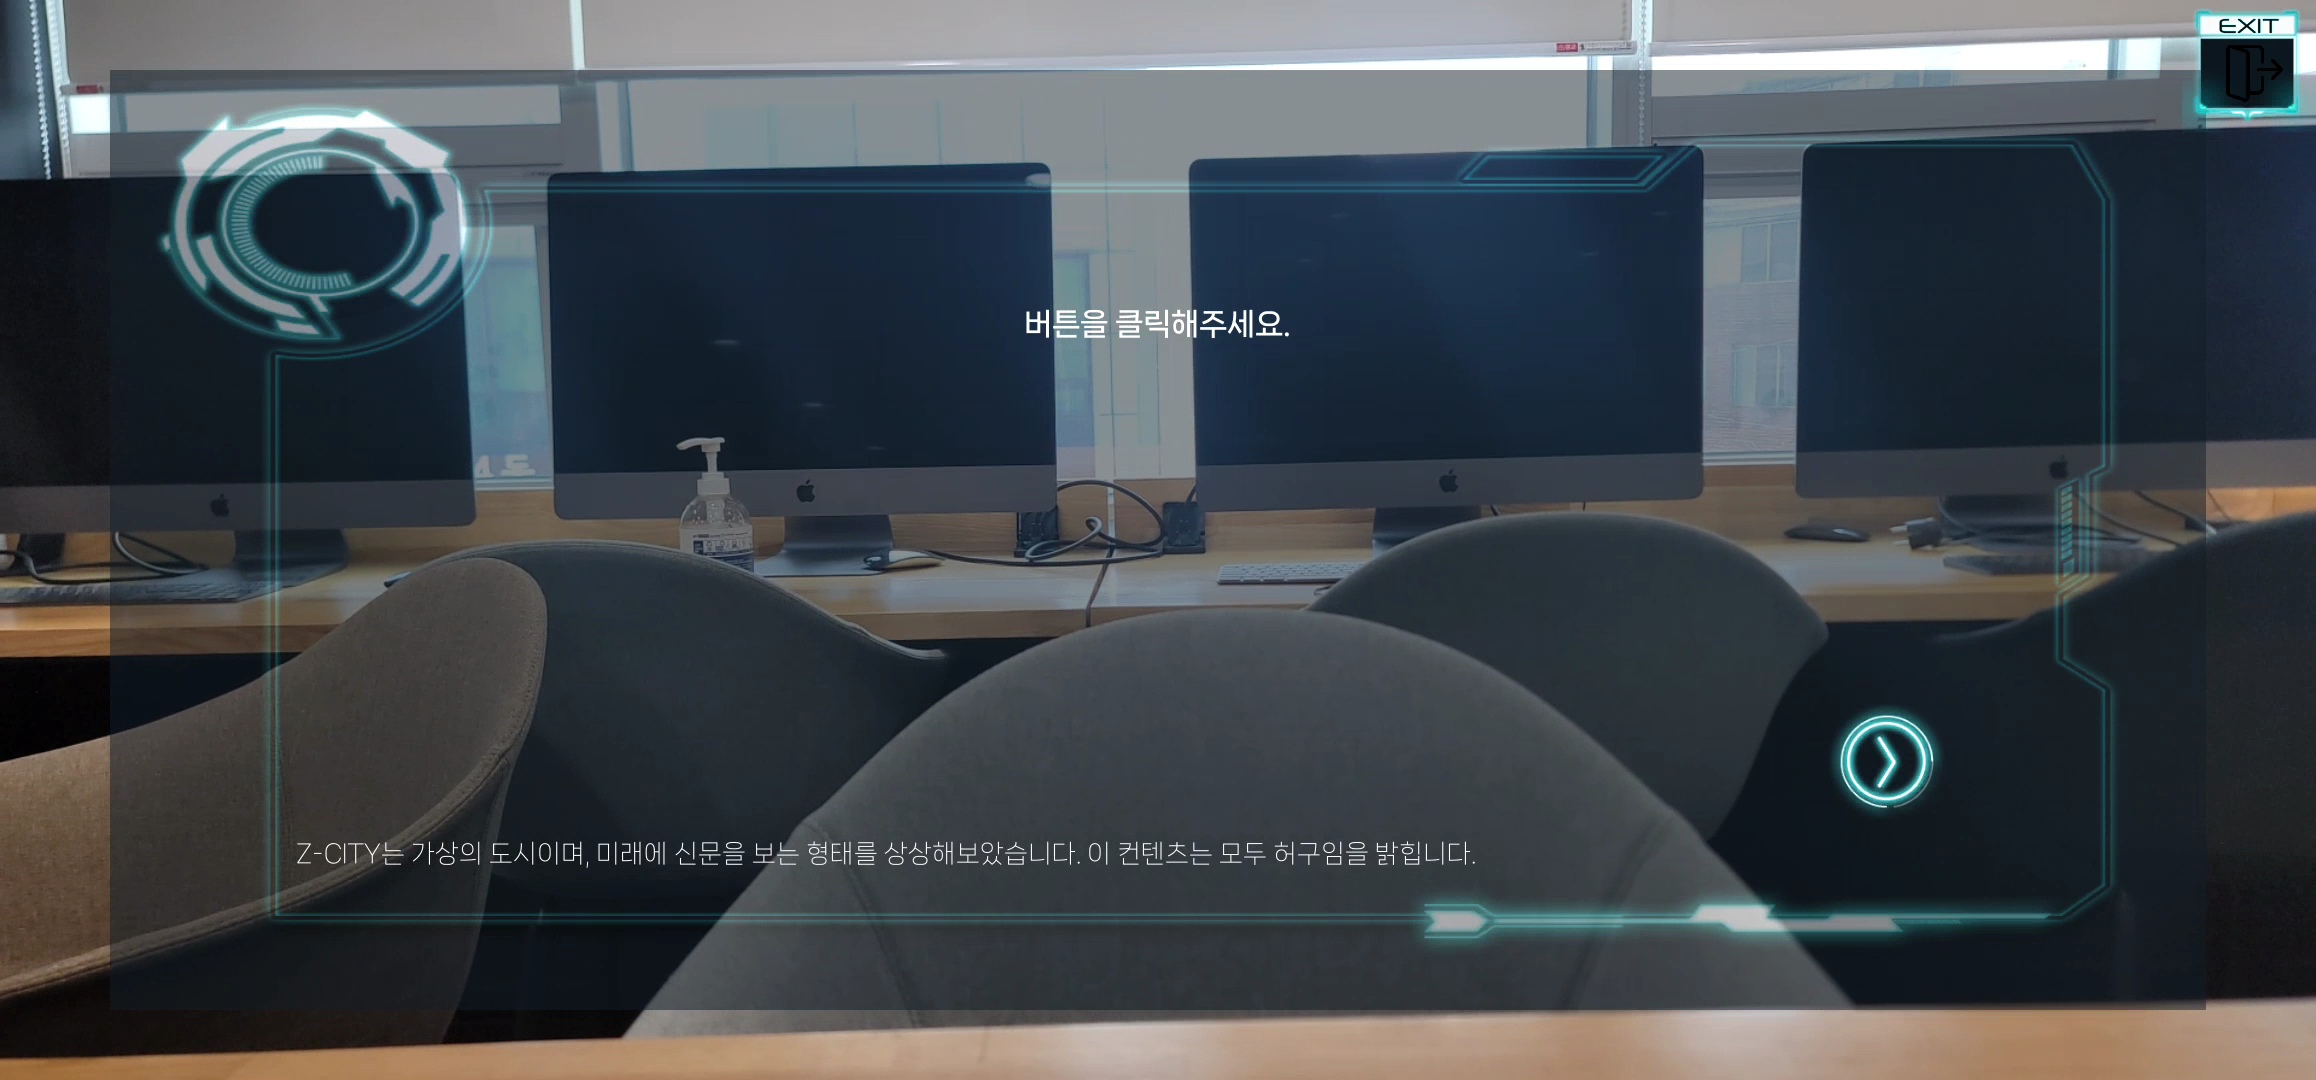 EXIT
버튼을 클릭해주세요.
Z-CITY는 가상의 도시이며, 미래에 신문을 보는 형태를 상상해보았습니다. 이 컨텐츠는 모두 허구임을 밝힙니다.